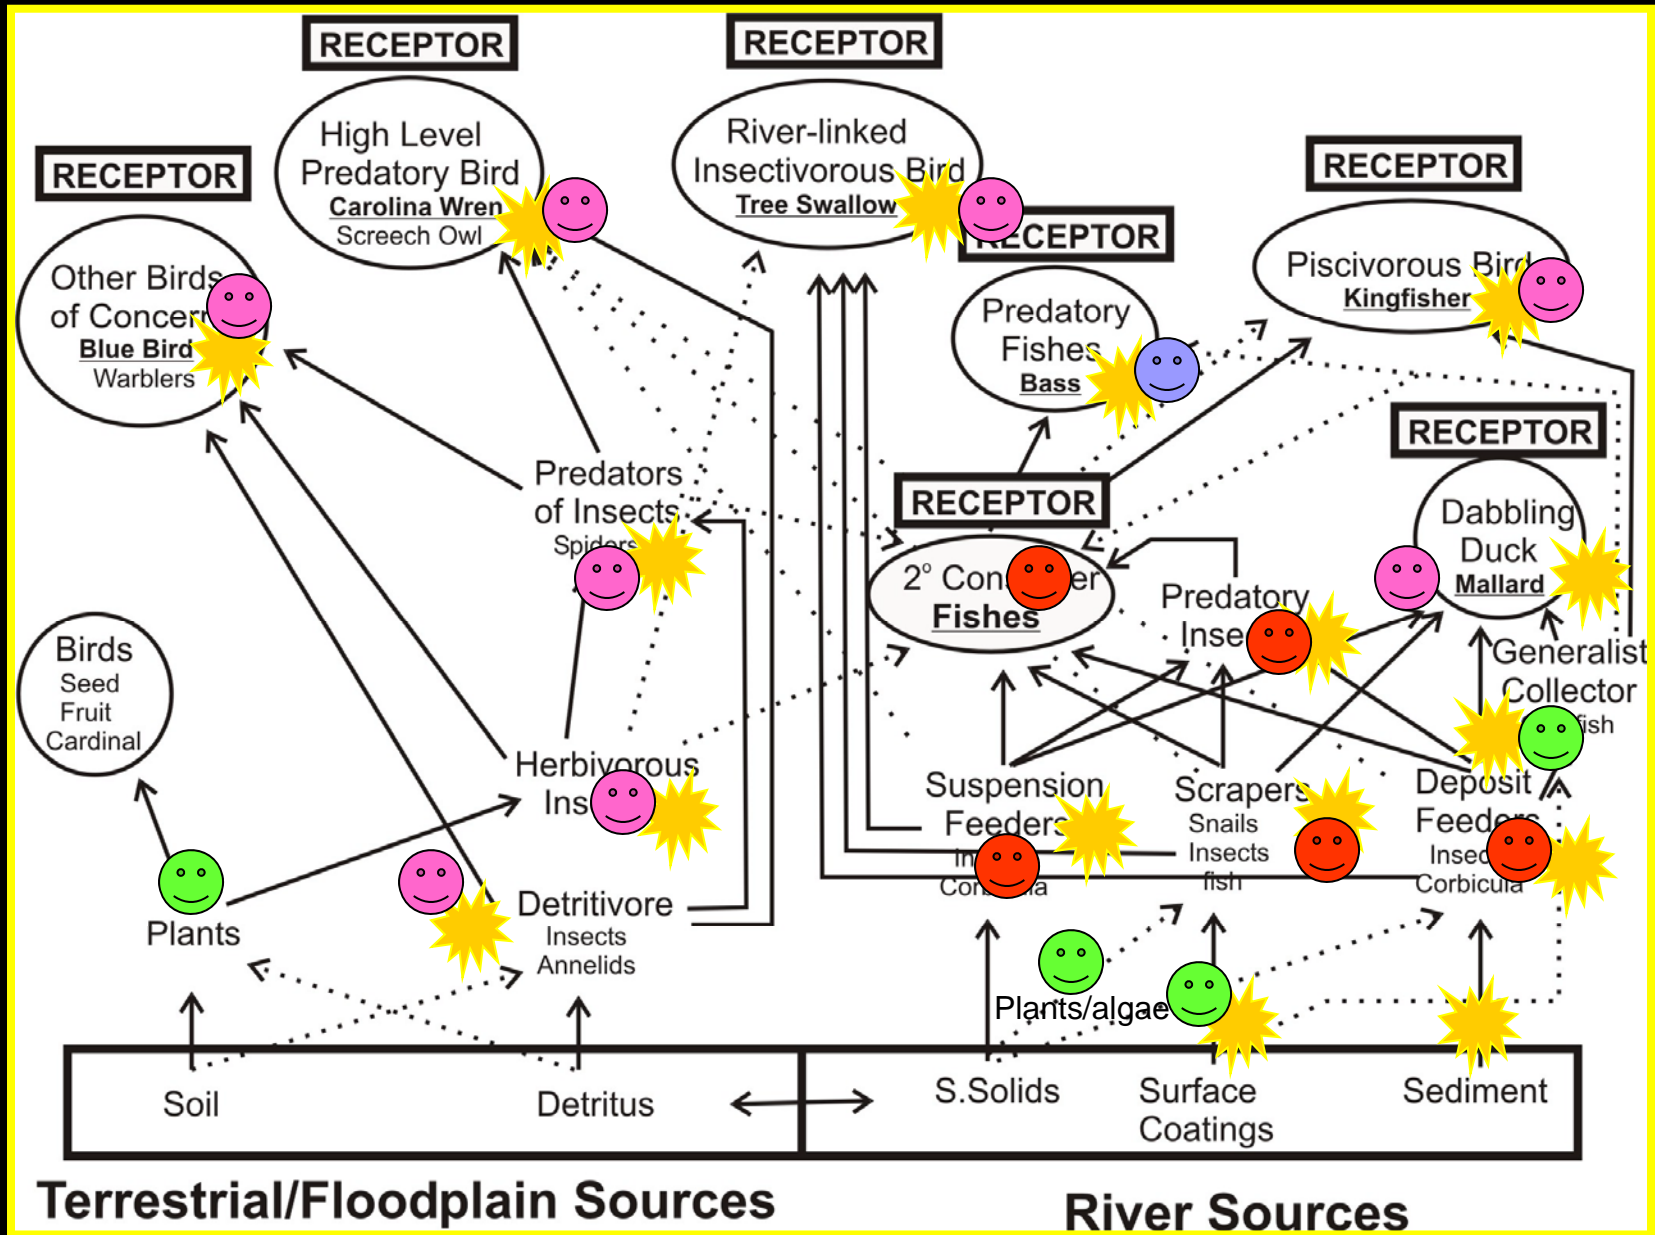 RECEPTOR
High Level
Predatory Bird
Carolina Wren
Screech Owl
RECEPTOR
River-linked
Insectivorous Bird
Tree Swallow
RECEPTOR
Other Birds
of Concern
Blue Bird
Warblers
RECEPTOR
Predatory
Fishes
Bass
RECEPTOR
Piscivorous Bird
Kingfisher
RECEPTOR
Dabbling
Duck
Mallard
Predators
of Insects
Spiders
RECEPTOR
2° Consumer
Fishes
Predatory
Generalist
Collector
Birds
Seed
Fruit
Cardinal
Herbivorous
Suspension
Feeders
Corbicula
Scrapers
Snails
Insects
fish
Deposit
Feeders
Corbicula
Plants
Detritivore
Insects
Annelids
Plants/algae
Soil
Detritus
S.Solids
Surface
Coatings
Sediment
Terrestrial/Floodplain Sources
River Sources